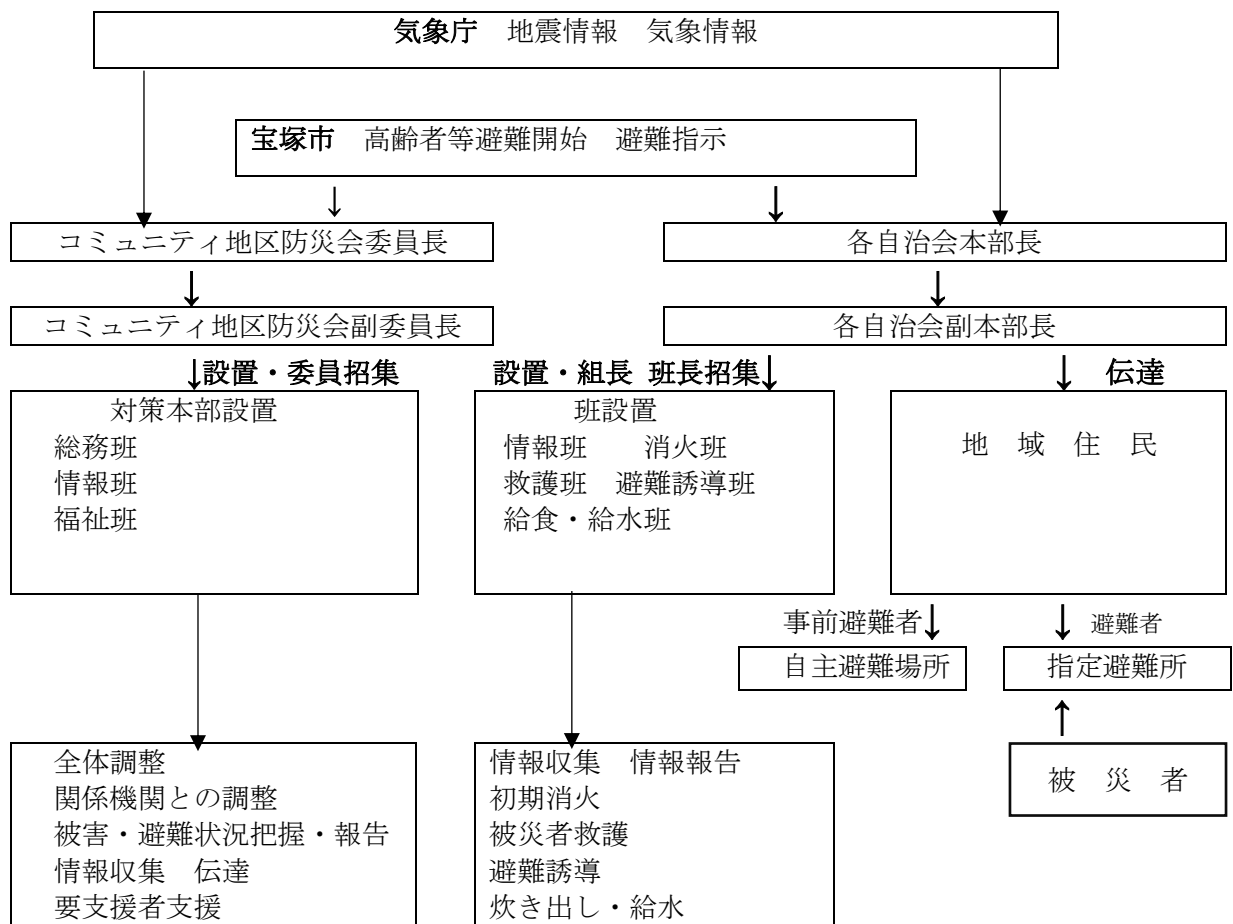 気象庁　地震情報　気象情報
宝塚市　高齢者等避難開始　避難指示
↓
↓
コミュニティ地区防災会委員長
各自治会本部長
↓
↓
コミュニティ地区防災会副委員長
各自治会副本部長
↓設置・委員招集
設置・組長 班長招集↓
↓　伝達
対策本部設置
総務班
情報班
福祉班
班設置
情報班　　消火班
救護班　避難誘導班
給食・給水班
地　域　住　民
事前避難者↓
↓　避難者
自主避難場所
指定避難所
↑
被　災　者
全体調整
関係機関との調整
被害・避難状況把握・報告
情報収集　伝達
要支援者支援
情報収集　情報報告
初期消火
被災者救護
避難誘導
炊き出し・給水